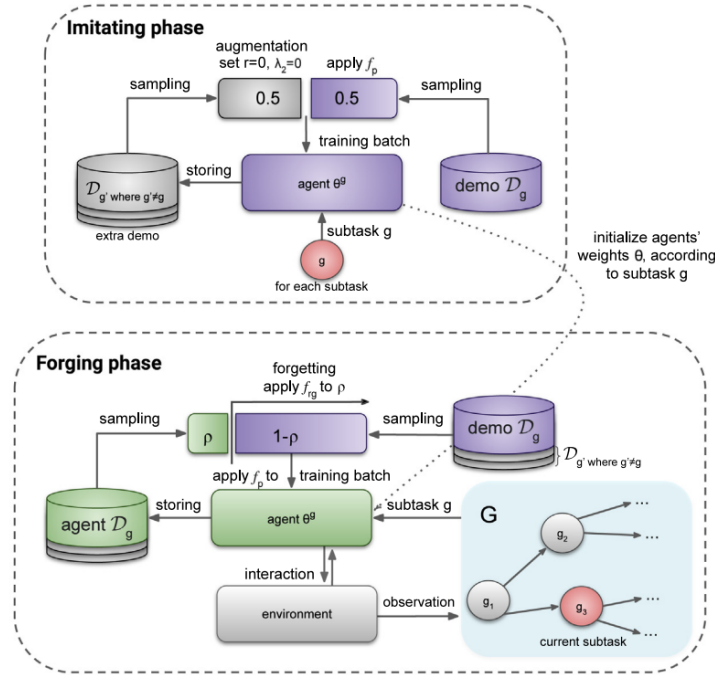 Imitating phase
augmentation
set r=0, λ₂=0
apply fₚ
sampling
0.5
0.5
sampling
training batch
storing
agent θᵍ
𝒟g' where g'≠g
extra demo
demo 𝒟g
subtask g
g
for each subtask
initialize agents'
weights θ, according
to subtask g
Forging phase
forgetting
apply f_rg to ρ
sampling
ρ
1-ρ
sampling
demo 𝒟g
} 𝒟g' where g'≠g
apply fₚ to
training batch
storing
agent 𝒟g
agent θᵍ
subtask g
G
g₂
...
...
interaction
environment
observation
g₁
g₃
...
...
current subtask